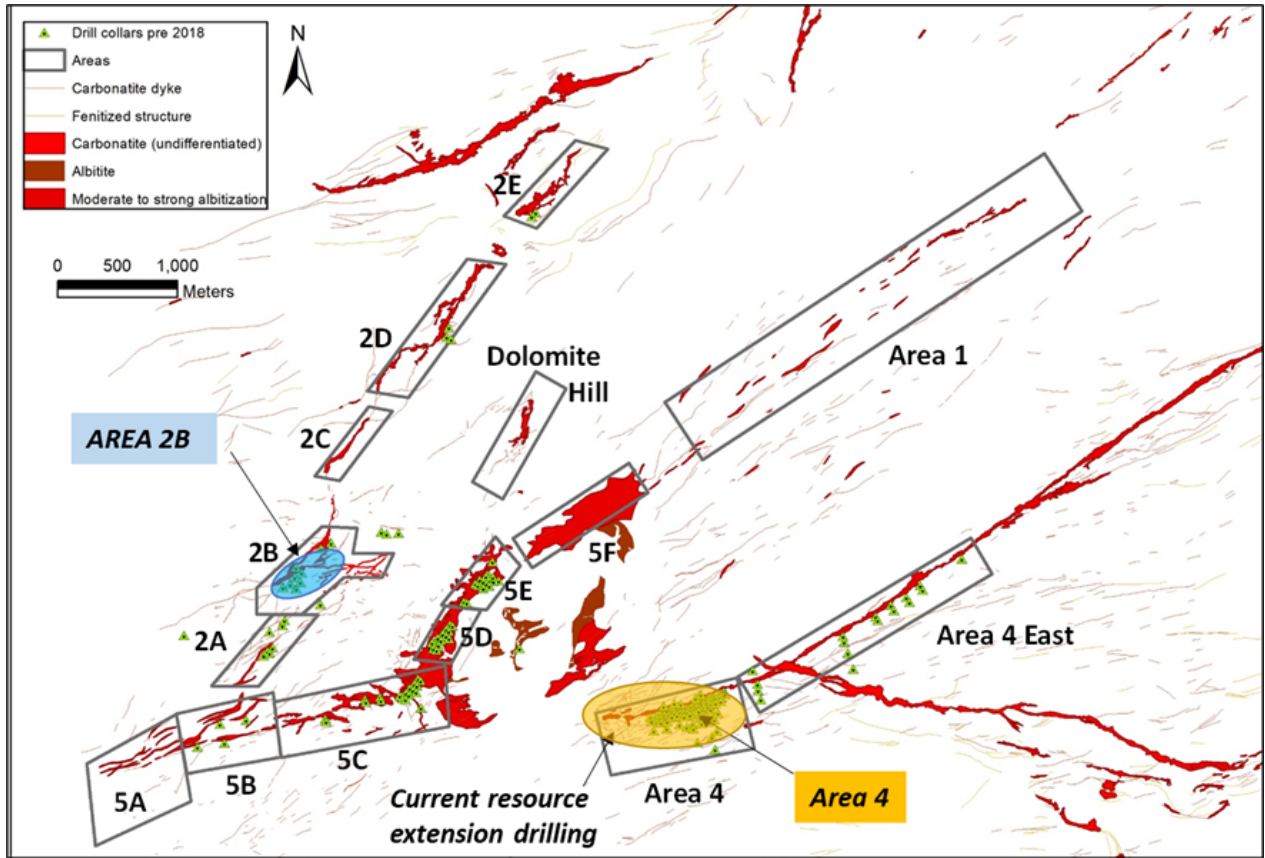 Drill collars pre 2018
Areas
Carbonatite dyke
Fenitized structure
Carbonatite (undifferentiated)
Albitite
Moderate to strong albitization
N
0 500 1,000
Meters
2E
2D
Dolomite
Hill
Area 1
2C
AREA 2B
2B
5F
5E
2A
5D
Area 4 East
5C
5B
5A
Area 4
Current resource
extension drilling
Area 4